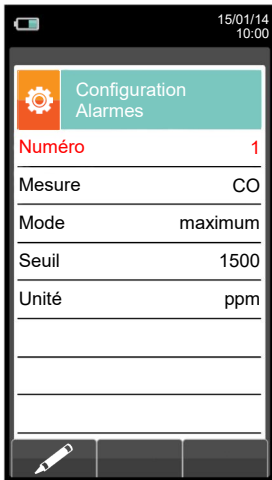 15/01/14
10:00
Configuration
Alarmes
Numéro 1
Mesure CO
Mode maximum
Seuil 1500
Unité ppm